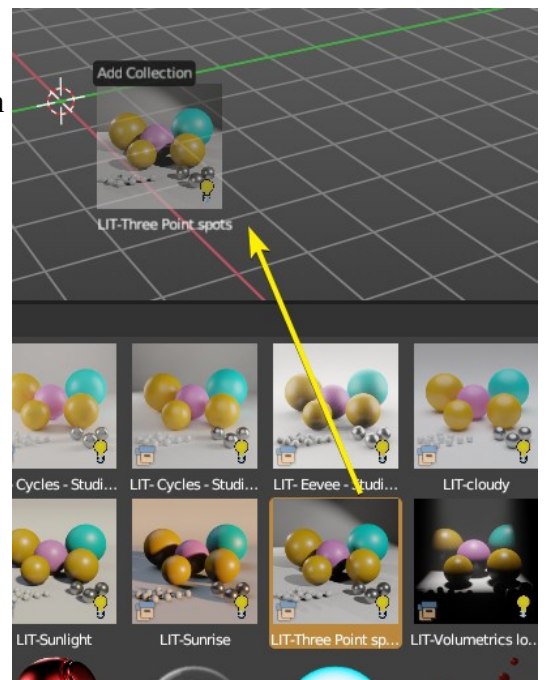 Add Collection
LIT-Three Point spots
Cycles - Studi...
LIT- Cycles - Studi...
LIT- Eevee - Studi...
LIT-cloudy
LIT-Sunlight
LIT-Sunrise
LIT-Three Point sp...
LIT-Volumetrics lo...